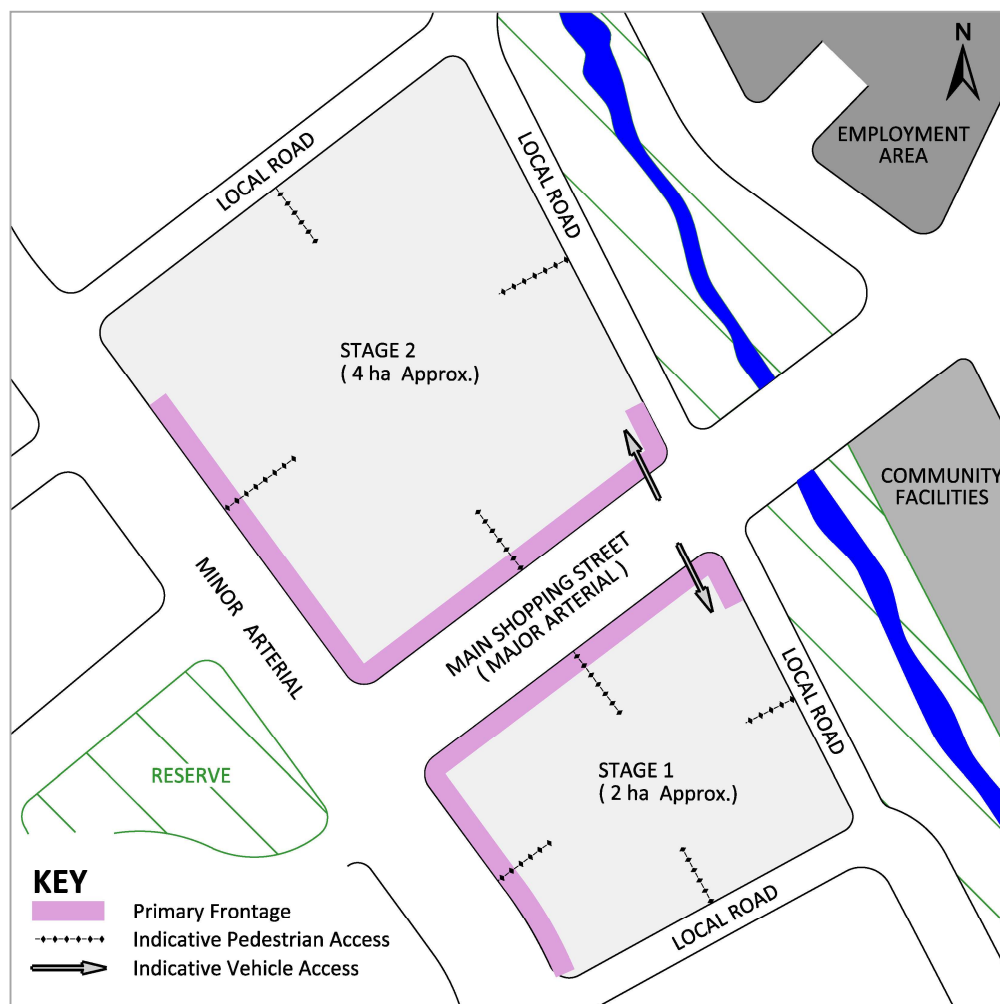 N
EMPLOYMENT
AREA
LOCAL ROAD
LOCAL ROAD
STAGE 2
( 4 ha Approx.)
COMMUNITY
FACILITIES
MINOR ARTERIAL
MAIN SHOPPING STREET
( MAJOR ARTERIAL )
LOCAL ROAD
RESERVE
STAGE 1
( 2 ha Approx.)
LOCAL ROAD
KEY
Primary Frontage
Indicative Pedestrian Access
Indicative Vehicle Access